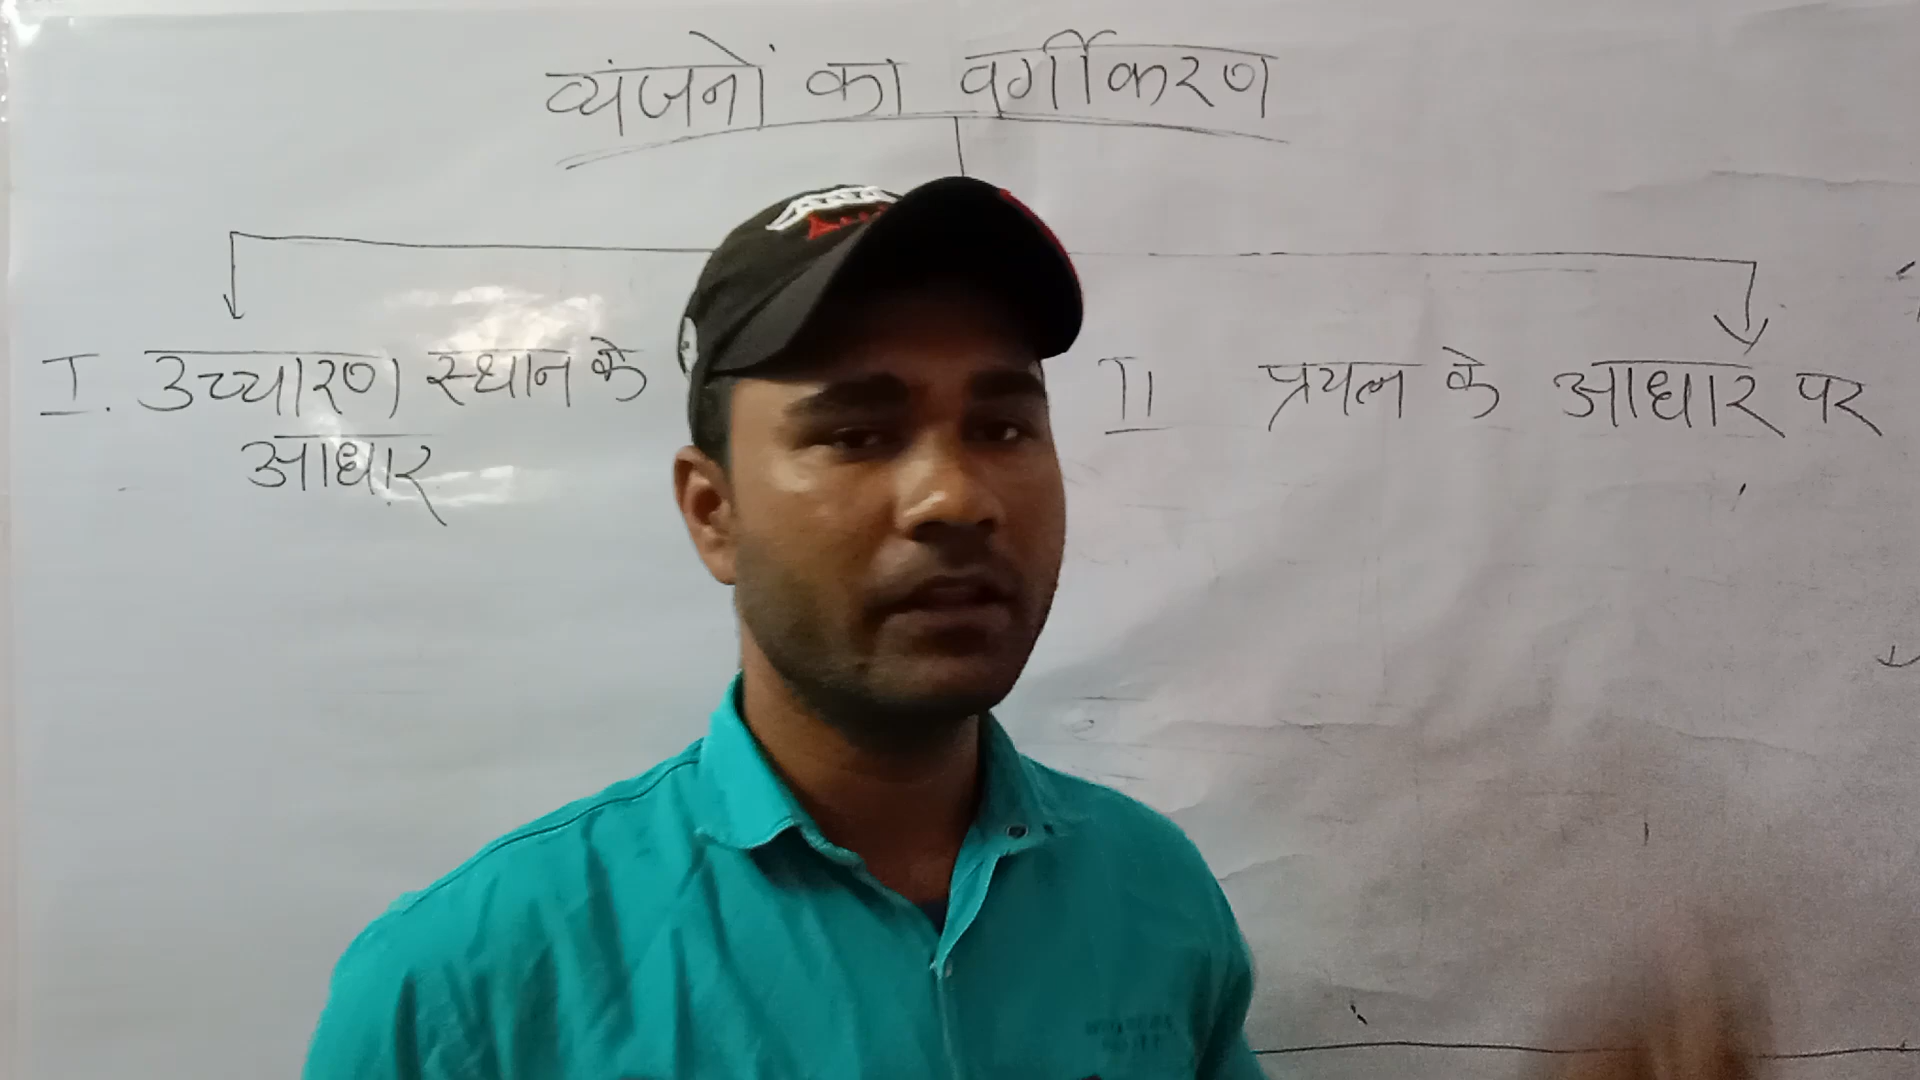 व्यंजनों का वर्गीकरण
I. उच्चारण स्थान के
आधार
II प्रयत्न के आधार पर